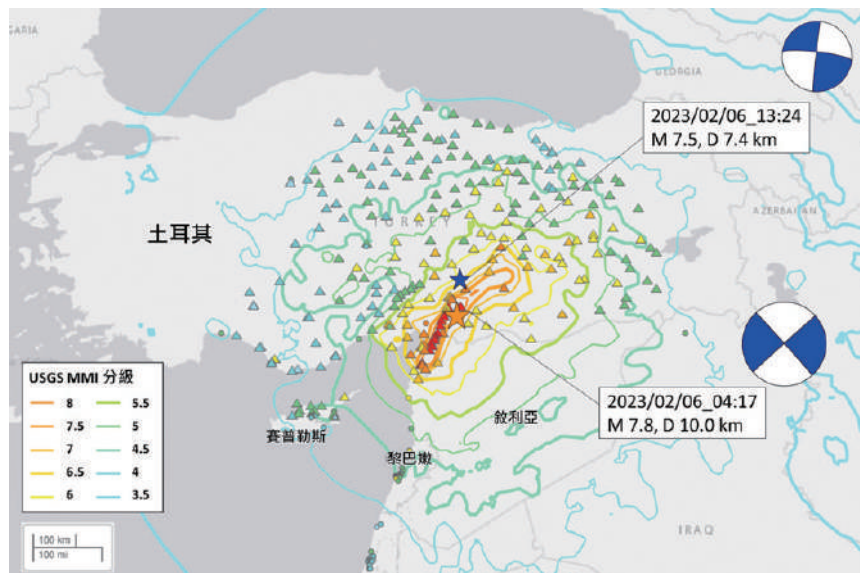 GARIA
GEORGIA
2023/02/06_13:24
M 7.5, D 7.4 km
AZERBAIJAN
TURKEY
土耳其
USGS MMI 分級
8 5.5
7.5 5
7 4.5
6.5 4
6 3.5
2023/02/06_04:17
M 7.8, D 10.0 km
敘利亞
賽普勒斯
黎巴嫩
IRAQ
100 km
100 mi